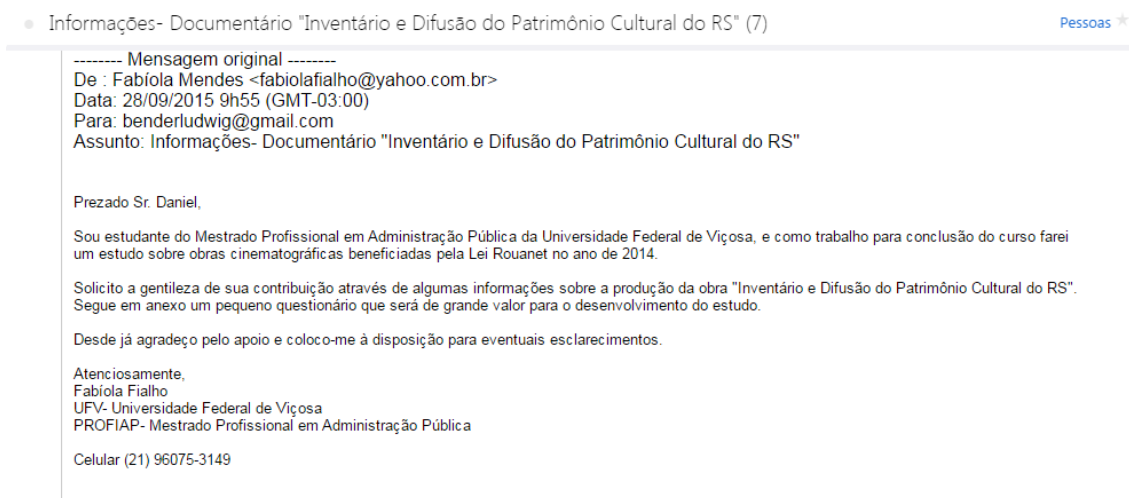 Informações- Documentário "Inventário e Difusão do Patrimônio Cultural do RS" (7)
Pessoas
-------- Mensagem original --------
De : Fabíola Mendes <fabiolafialho@yahoo.com.br>
Data: 28/09/2015 9h55 (GMT-03:00)
Para: benderludwig@gmail.com
Assunto: Informações- Documentário "Inventário e Difusão do Patrimônio Cultural do RS"
Prezado Sr. Daniel,
Sou estudante do Mestrado Profissional em Administração Pública da Universidade Federal de Viçosa, e como trabalho para conclusão do curso farei
um estudo sobre obras cinematográficas beneficiadas pela Lei Rouanet no ano de 2014.
Solicito a gentileza de sua contribuição através de algumas informações sobre a produção da obra "Inventário e Difusão do Patrimônio Cultural do RS".
Segue em anexo um pequeno questionário que será de grande valor para o desenvolvimento do estudo.
Desde já agradeço pelo apoio e coloco-me à disposição para eventuais esclarecimentos.
Atenciosamente,
Fabíola Fialho
UFV- Universidade Federal de Viçosa
PROFIAP- Mestrado Profissional em Administração Pública
Celular (21) 96075-3149